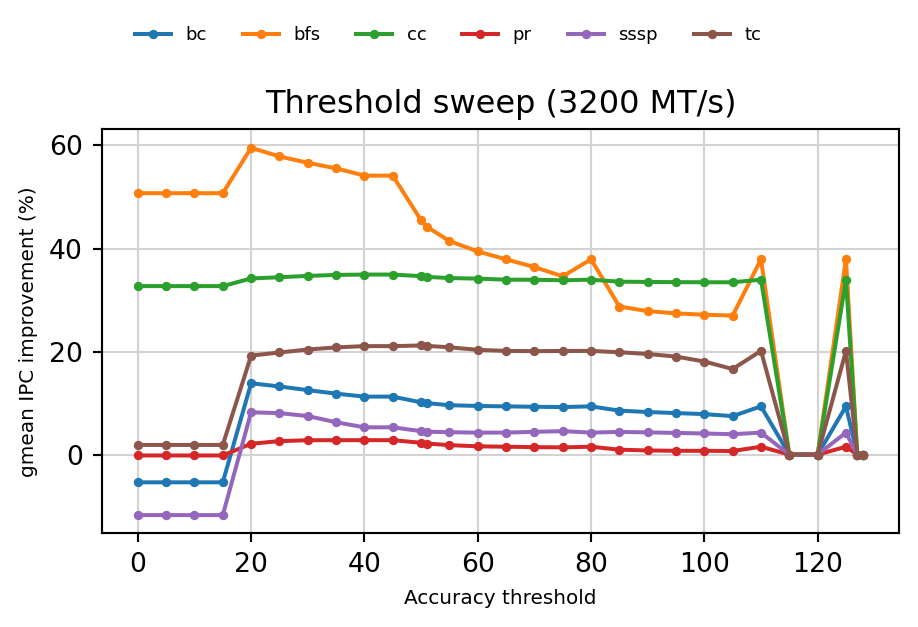 bc bfs cc pr sssp tc
Threshold sweep (3200 MT/s)
gmean IPC improvement (%)
60
40
20
0
0 20 40 60 80 100 120
Accuracy threshold